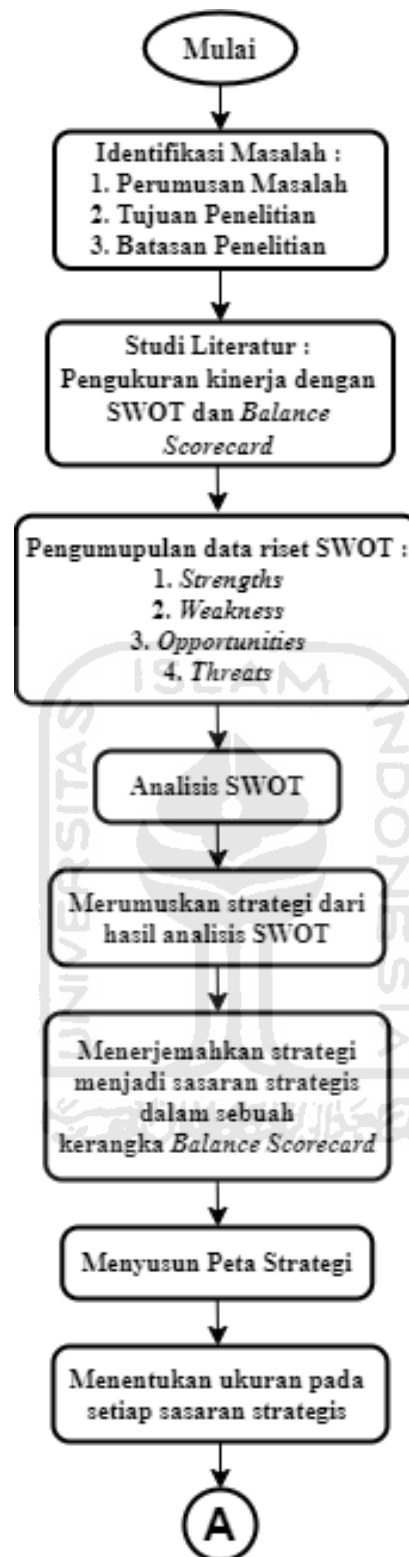 Mulai
Identifikasi Masalah :
1. Perumusan Masalah
2. Tujuan Penelitian
3. Batasan Penelitian
Studi Literatur :
Pengukuran kinerja dengan
SWOT dan Balance
Scorecard
Pengumupulan data riset SWOT :
1. Strengths
2. Weakness
3. Opportunities
4. Threats
ISLAM
UNIVERSITAS
INDONESIA
Analisis SWOT
Merumuskan strategi dari
hasil analisis SWOT
Menerjemahkan strategi
menjadi sasaran strategis
dalam sebuah
kerangka Balance Scorecard
Menyusun Peta Strategi
Menentukan ukuran pada
setiap sasaran strategis
A